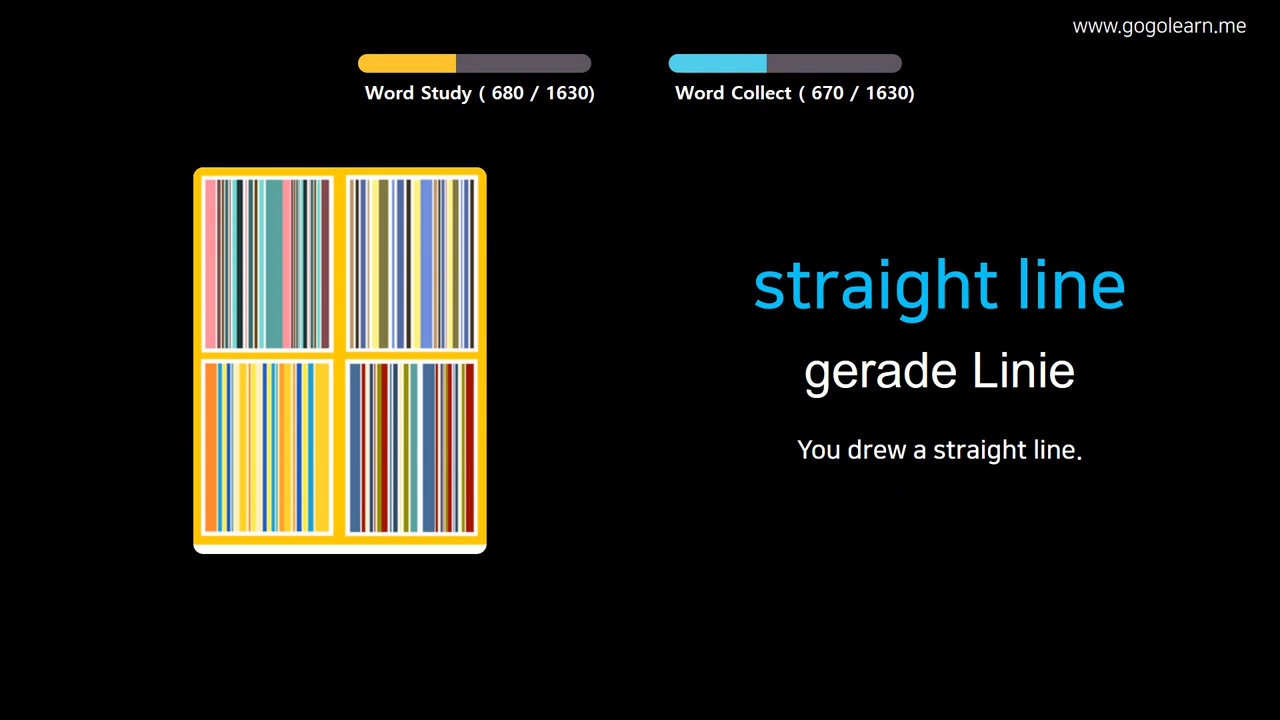 www.gogolearn.me
Word Study ( 680 / 1630)
Word Collect ( 670 / 1630)
straight line
gerade Linie
You drew a straight line.